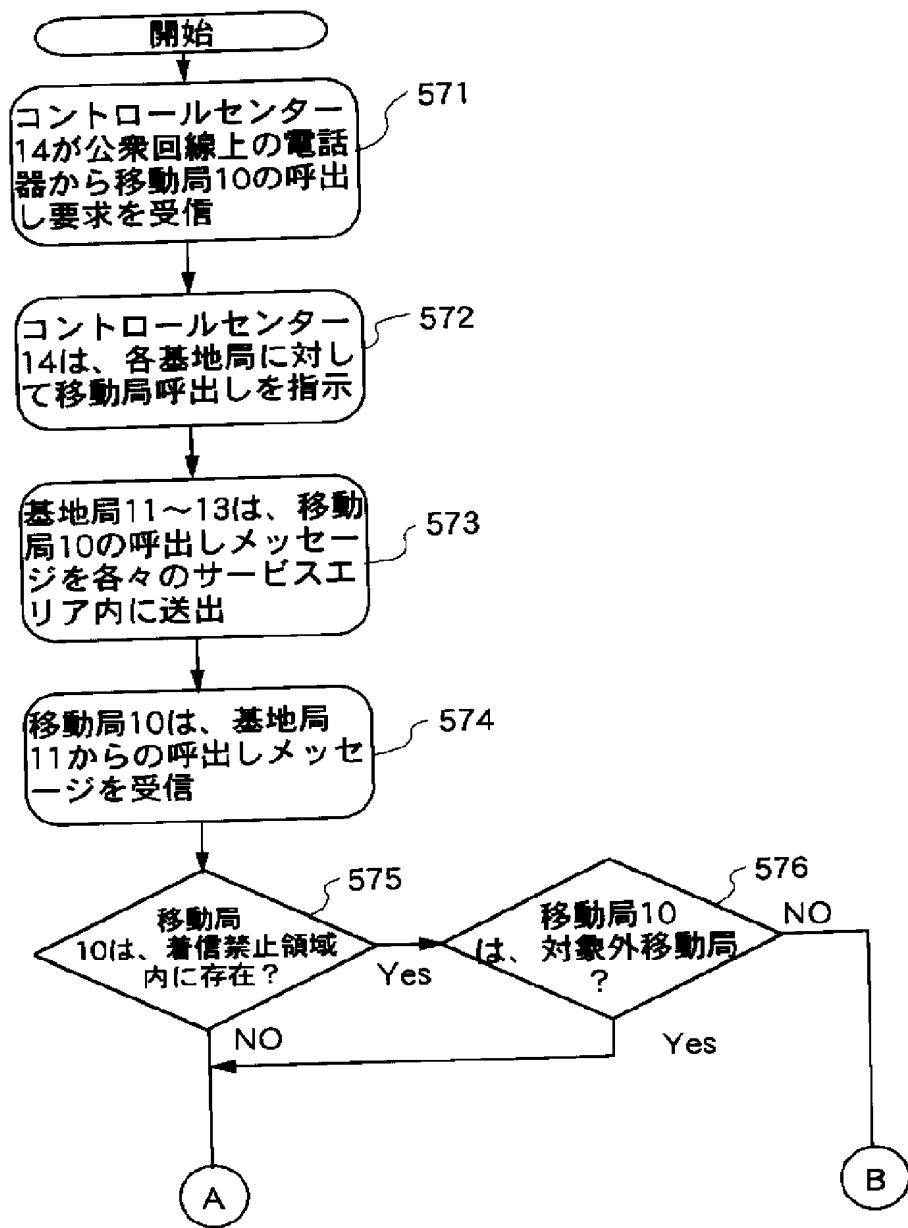 開始
571
コントロールセンター
14が公衆回線上の電話
器から移動局10の呼出
し要求を受信
572
コントロールセンター
14は、各基地局に対し
て移動局呼出しを指示
573
基地局11～13は、移動
局10の呼出しメッセー
ジを各々のサービスエ
リア内に送出
574
移動局10は、基地局
11からの呼出しメッセ
ージを受信
575
移動局
10は、着信禁止領域
内に存在？
Yes
NO
576
移動局10
は、対象外移動局
？
NO
Yes
A
B